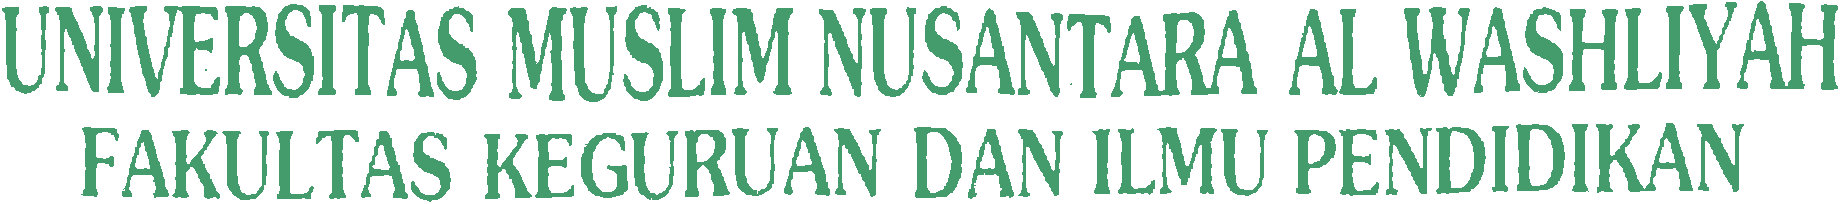 UNIVERSITAS MUSLIM NUSANTARA AL WASHLIYAH
FAKULTAS KEGURUAN DAN ILMU PENDIDIKAN